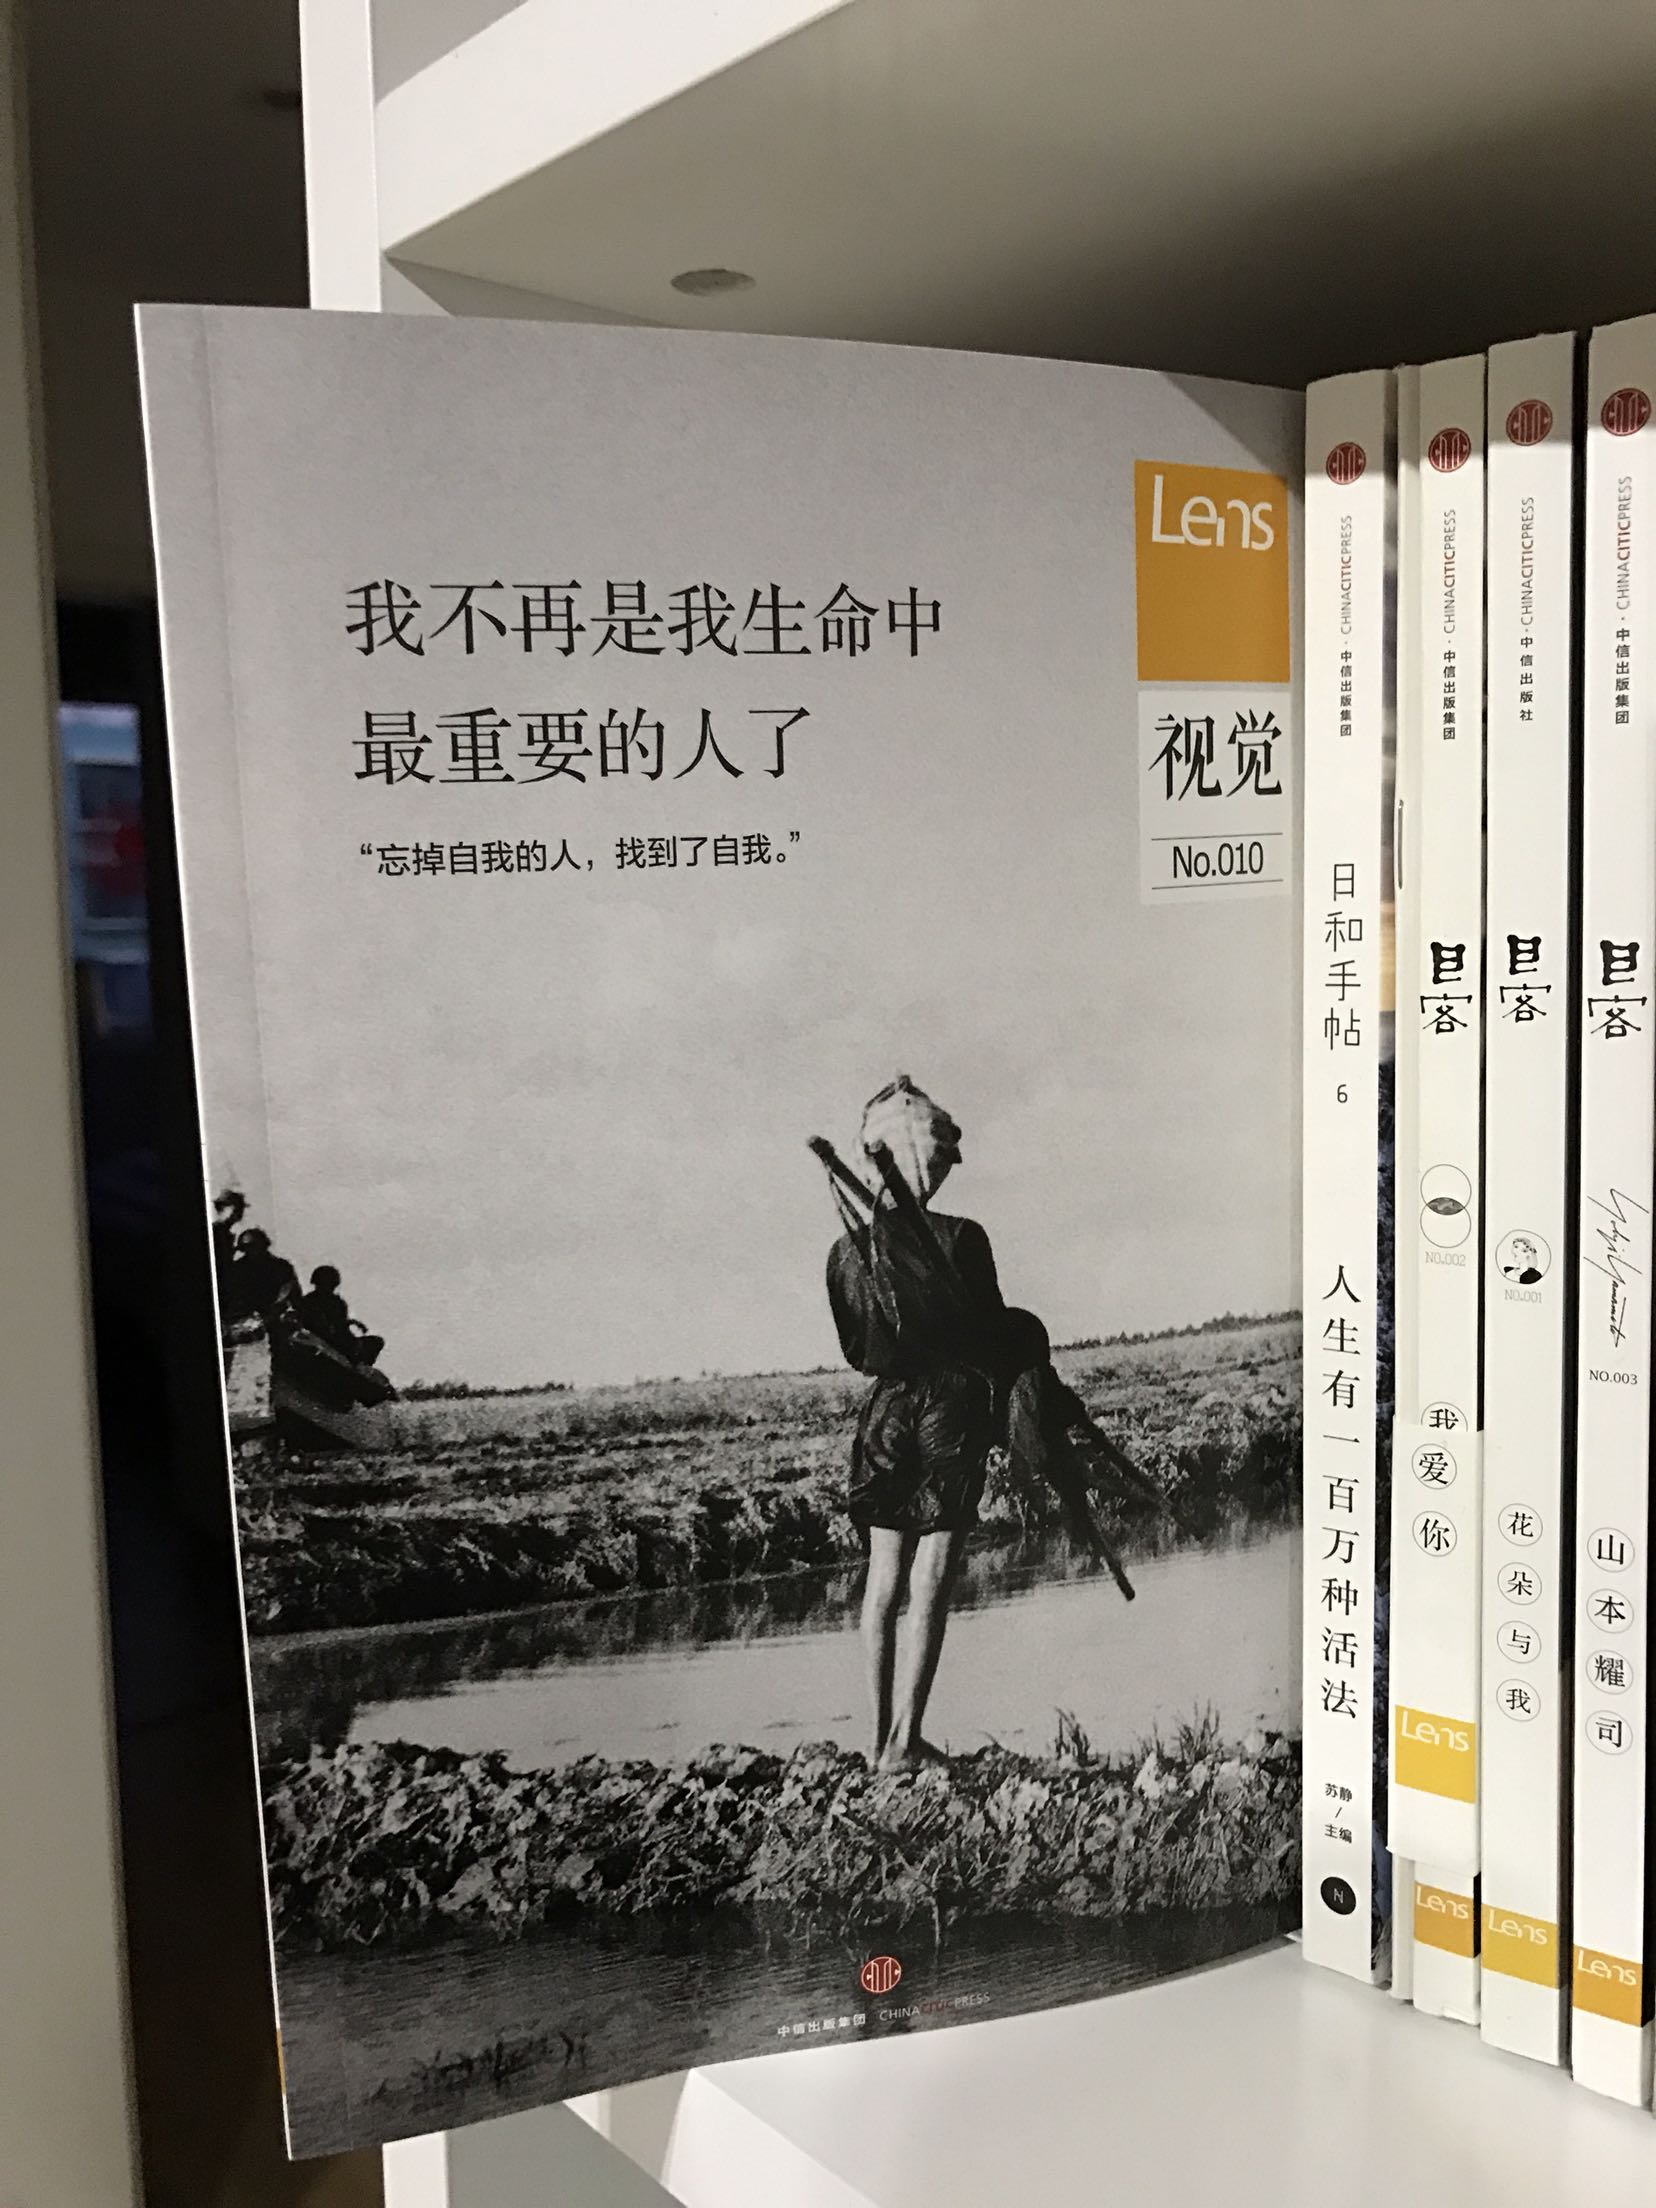 我不再是我生命中
最重要的人了
“忘掉自我的人，找到了自我。”
Lens
视觉
No.010
中信出版集团 CHINACITICPRESS
CHINACITICPRESS
中信出版集团
日和手帖
6
人生有一百万种活法
苏静/主编
N
CHINACITICPRESS
中信出版集团
目客
NO.002
我爱你
Lens
Lens
CHINACITICPRESS
中信出版社
目客
NO.001
花朵与我
Lens
CHINACITICPRESS
中信出版集团
目客
Yohji Yamamoto
NO.003
山本耀司
Lens